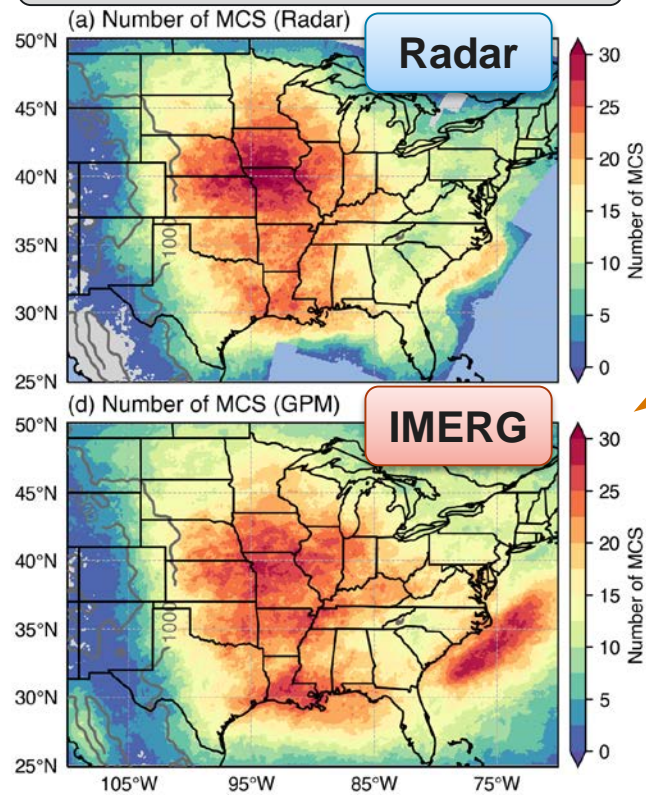 (a) Number of MCS (Radar)
Radar
50°N
45°N
40°N
35°N
30°N
25°N
1000
30
25
20
15
10
5
0
Number of MCS
(d) Number of MCS (GPM)
IMERG
50°N
45°N
40°N
35°N
30°N
25°N
1000
105°W
95°W
85°W
75°W
30
25
20
15
10
5
0
Number of MCS